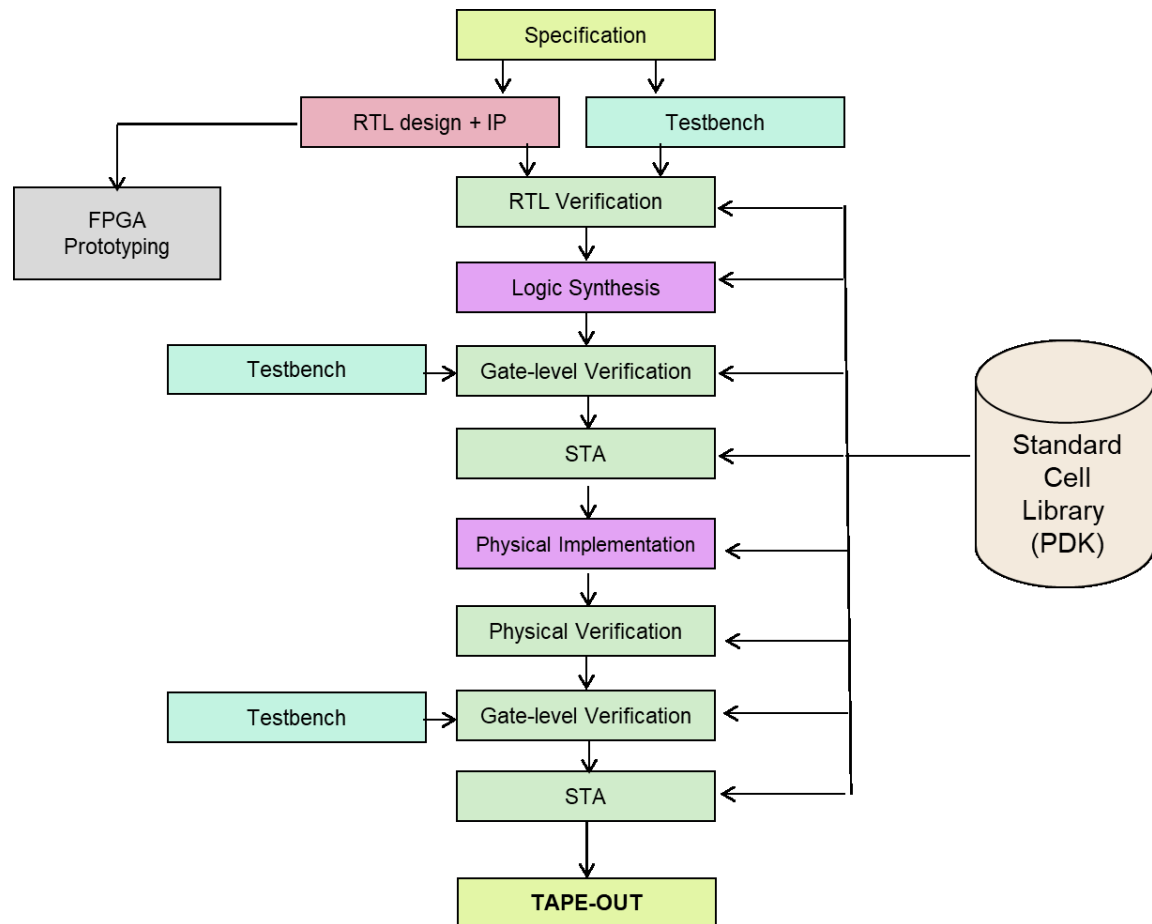 Specification
RTL design + IP
Testbench
FPGA
Prototyping
RTL Verification
Logic Synthesis
Testbench
Gate-level Verification
STA
Physical Implementation
Physical Verification
Testbench
Gate-level Verification
STA
TAPE-OUT
Standard
Cell
Library
(PDK)